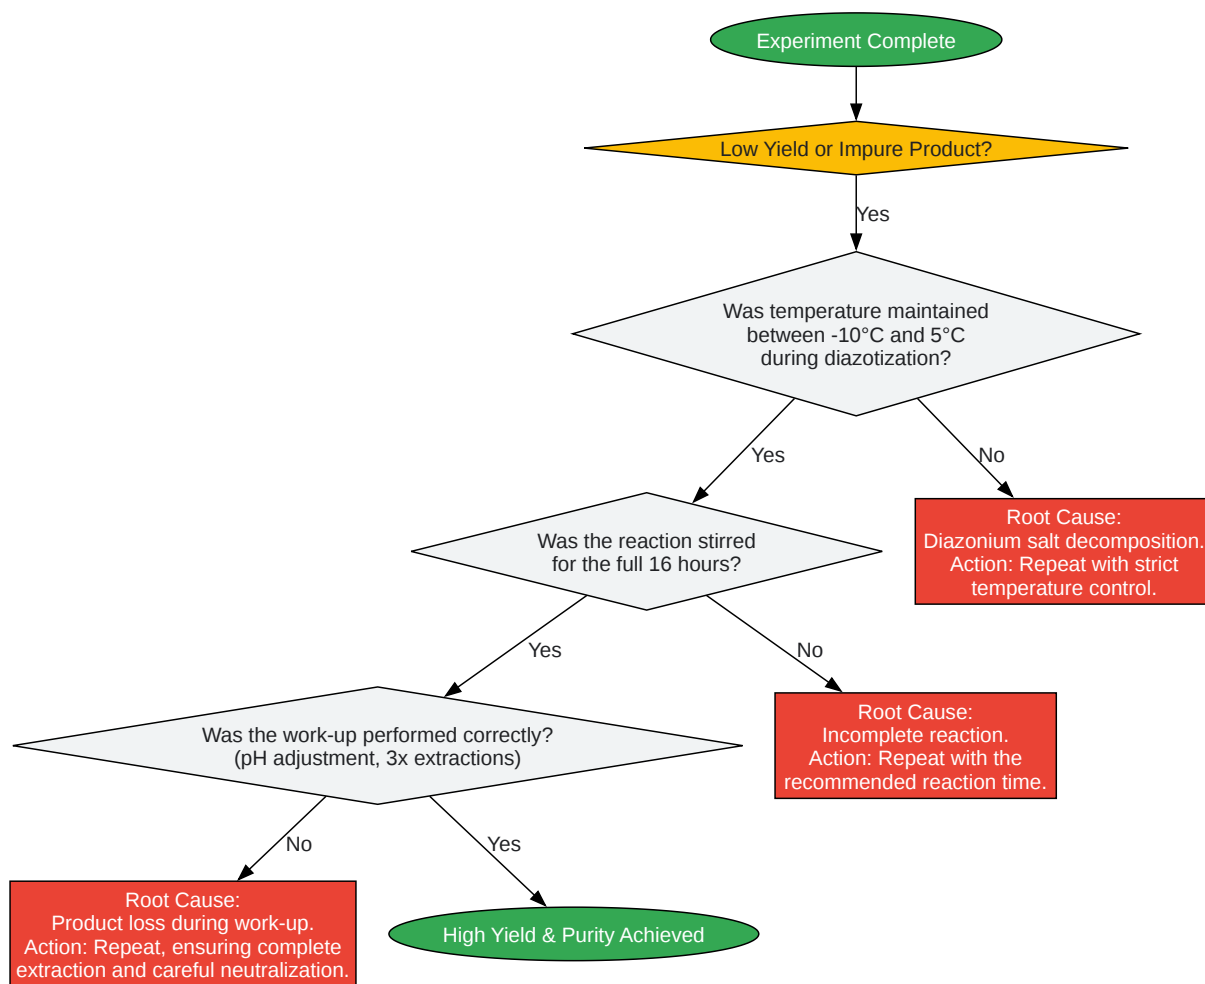 Experiment Complete
Low Yield or Impure Product?
Yes
Was temperature maintained
between -10°C and 5°C
during diazotization?
Yes
No
Root Cause:
Diazonium salt decomposition.
Action: Repeat with strict
temperature control.
Was the reaction stirred
for the full 16 hours?
Yes
No
Root Cause:
Incomplete reaction.
Action: Repeat with the
recommended reaction time.
Was the work-up performed correctly?
(pH adjustment, 3x extractions)
No
Yes
Root Cause:
Product loss during work-up.
Action: Repeat, ensuring complete
extraction and careful neutralization.
High Yield & Purity Achieved